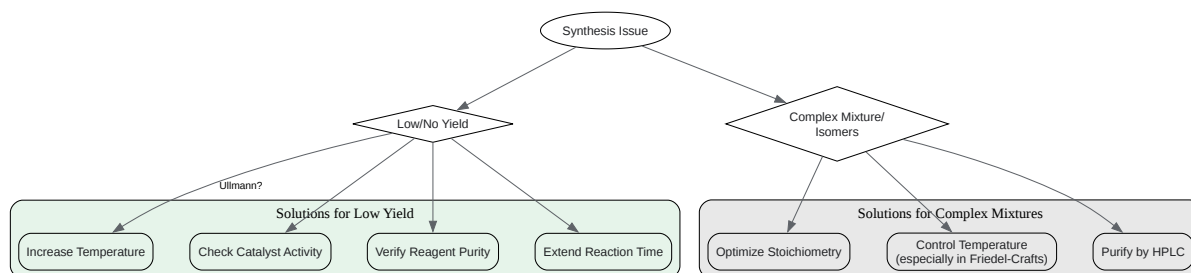 Synthesis Issue
Low/No Yield
Complex Mixture/
Isomers
Ullmann?
Solutions for Low Yield
Increase Temperature
Check Catalyst Activity
Verify Reagent Purity
Extend Reaction Time
Solutions for Complex Mixtures
Optimize Stoichiometry
Control Temperature
(especially in Friedel-Crafts)
Purify by HPLC